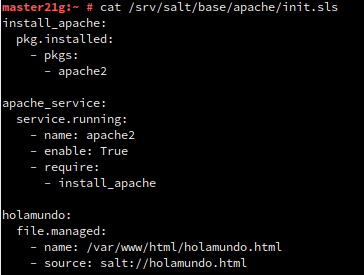 master21g:~ # cat /srv/salt/base/apache/init.sls
install_apache:
  pkg.installed:
    - pkgs:
      - apache2

apache_service:
  service.running:
    - name: apache2
    - enable: True
    - require:
      - install_apache

holamundo:
  file.managed:
    - name: /var/www/html/holamundo.html
    - source: salt://holamundo.html